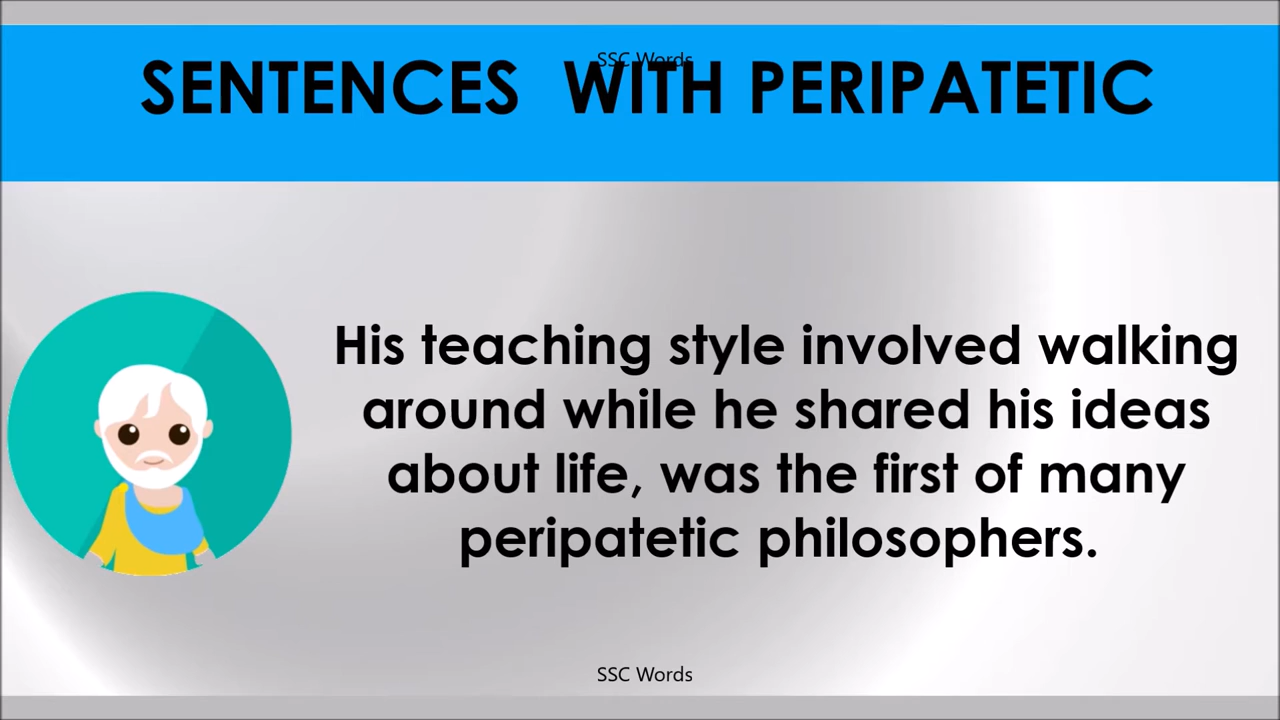 SSC Words
SENTENCES  WITH PERIPATETIC
His teaching style involved walking
around while he shared his ideas
about life, was the first of many
peripatetic philosophers.
SSC Words